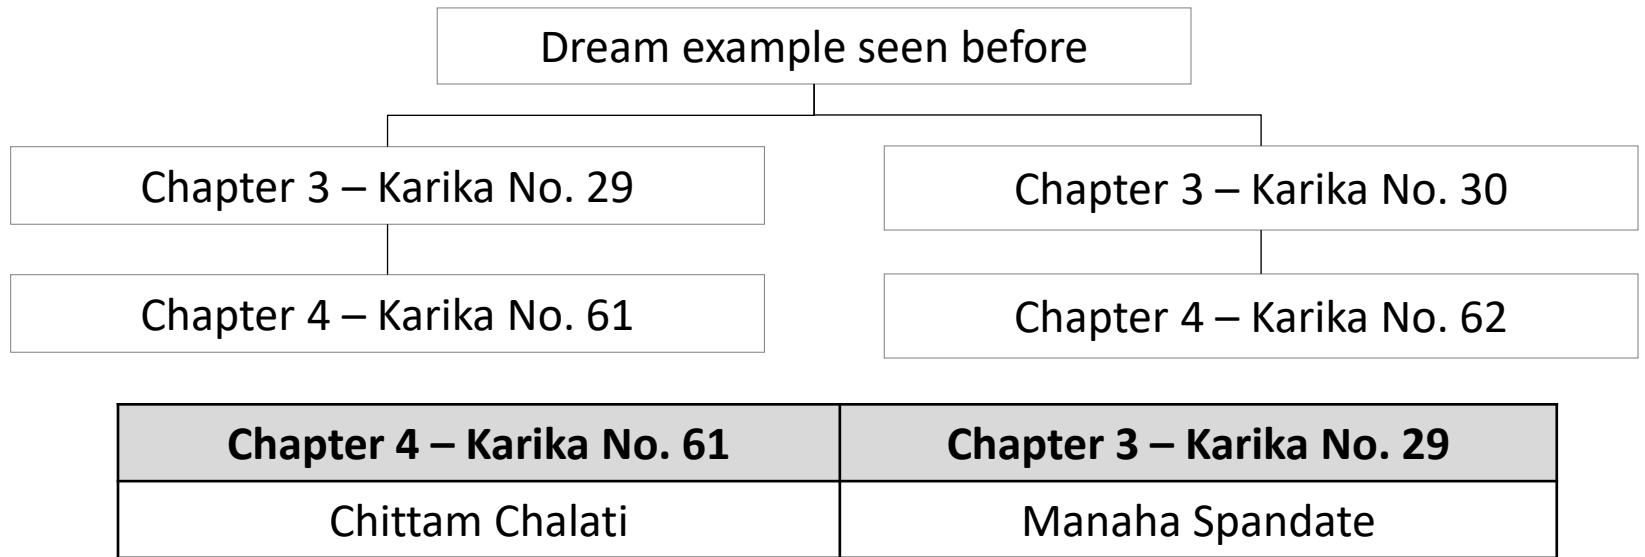 Dream example seen before
Chapter 3 – Karika No. 29
Chapter 3 – Karika No. 30
Chapter 4 – Karika No. 61
Chapter 4 – Karika No. 62
Chapter 4 – Karika No. 61
Chapter 3 – Karika No. 29
Chittam Chalati
Manaha Spandate